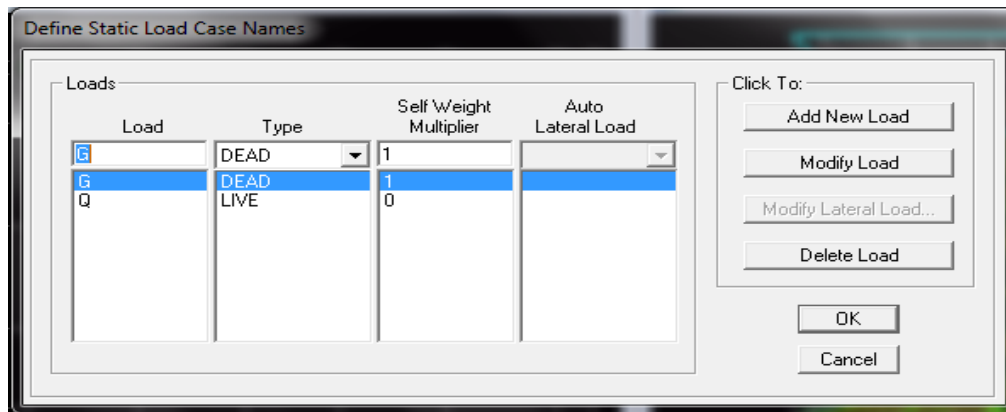 Define Static Load Case Names
Loads
Click To:
Load Type Self Weight Multiplier Auto Lateral Load
G DEAD 1
G DEAD 1
Q LIVE 0
Add New Load
Modify Load
Modify Lateral Load...
Delete Load
OK
Cancel